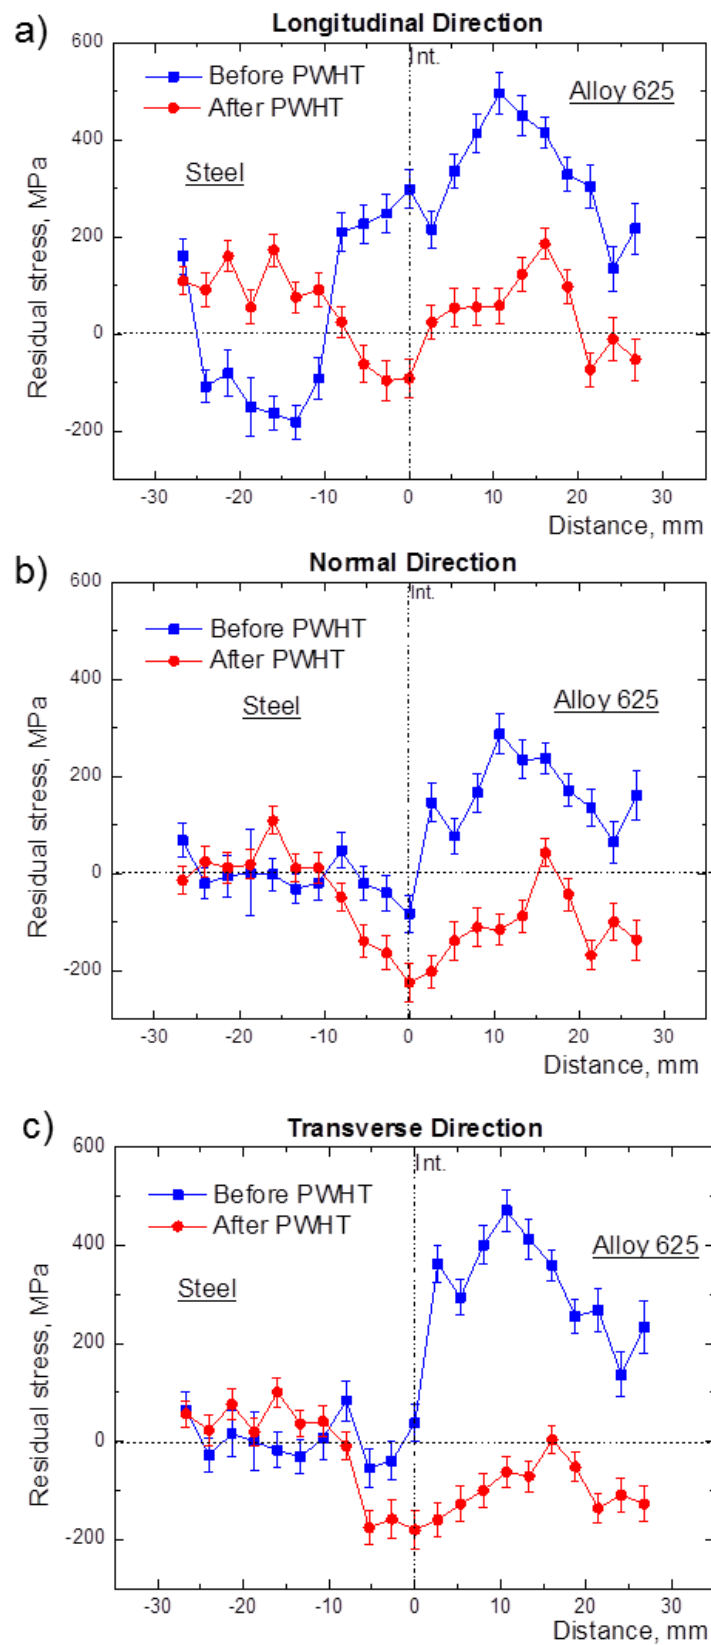 a)
Longitudinal Direction
600
400
200
0
-200
Residual stress, MPa
Before PWHT
After PWHT
Int.
Steel
Alloy 625
-30 -20 -10 0 10 20 30
Distance, mm
b)
Normal Direction
600
400
200
0
-200
Residual stress, MPa
Before PWHT
After PWHT
Int.
Steel
Alloy 625
-30 -20 -10 0 10 20 30
Distance, mm
c)
Transverse Direction
600
400
200
0
-200
Residual stress, MPa
Before PWHT
After PWHT
Int.
Steel
Alloy 625
-30 -20 -10 0 10 20 30
Distance, mm